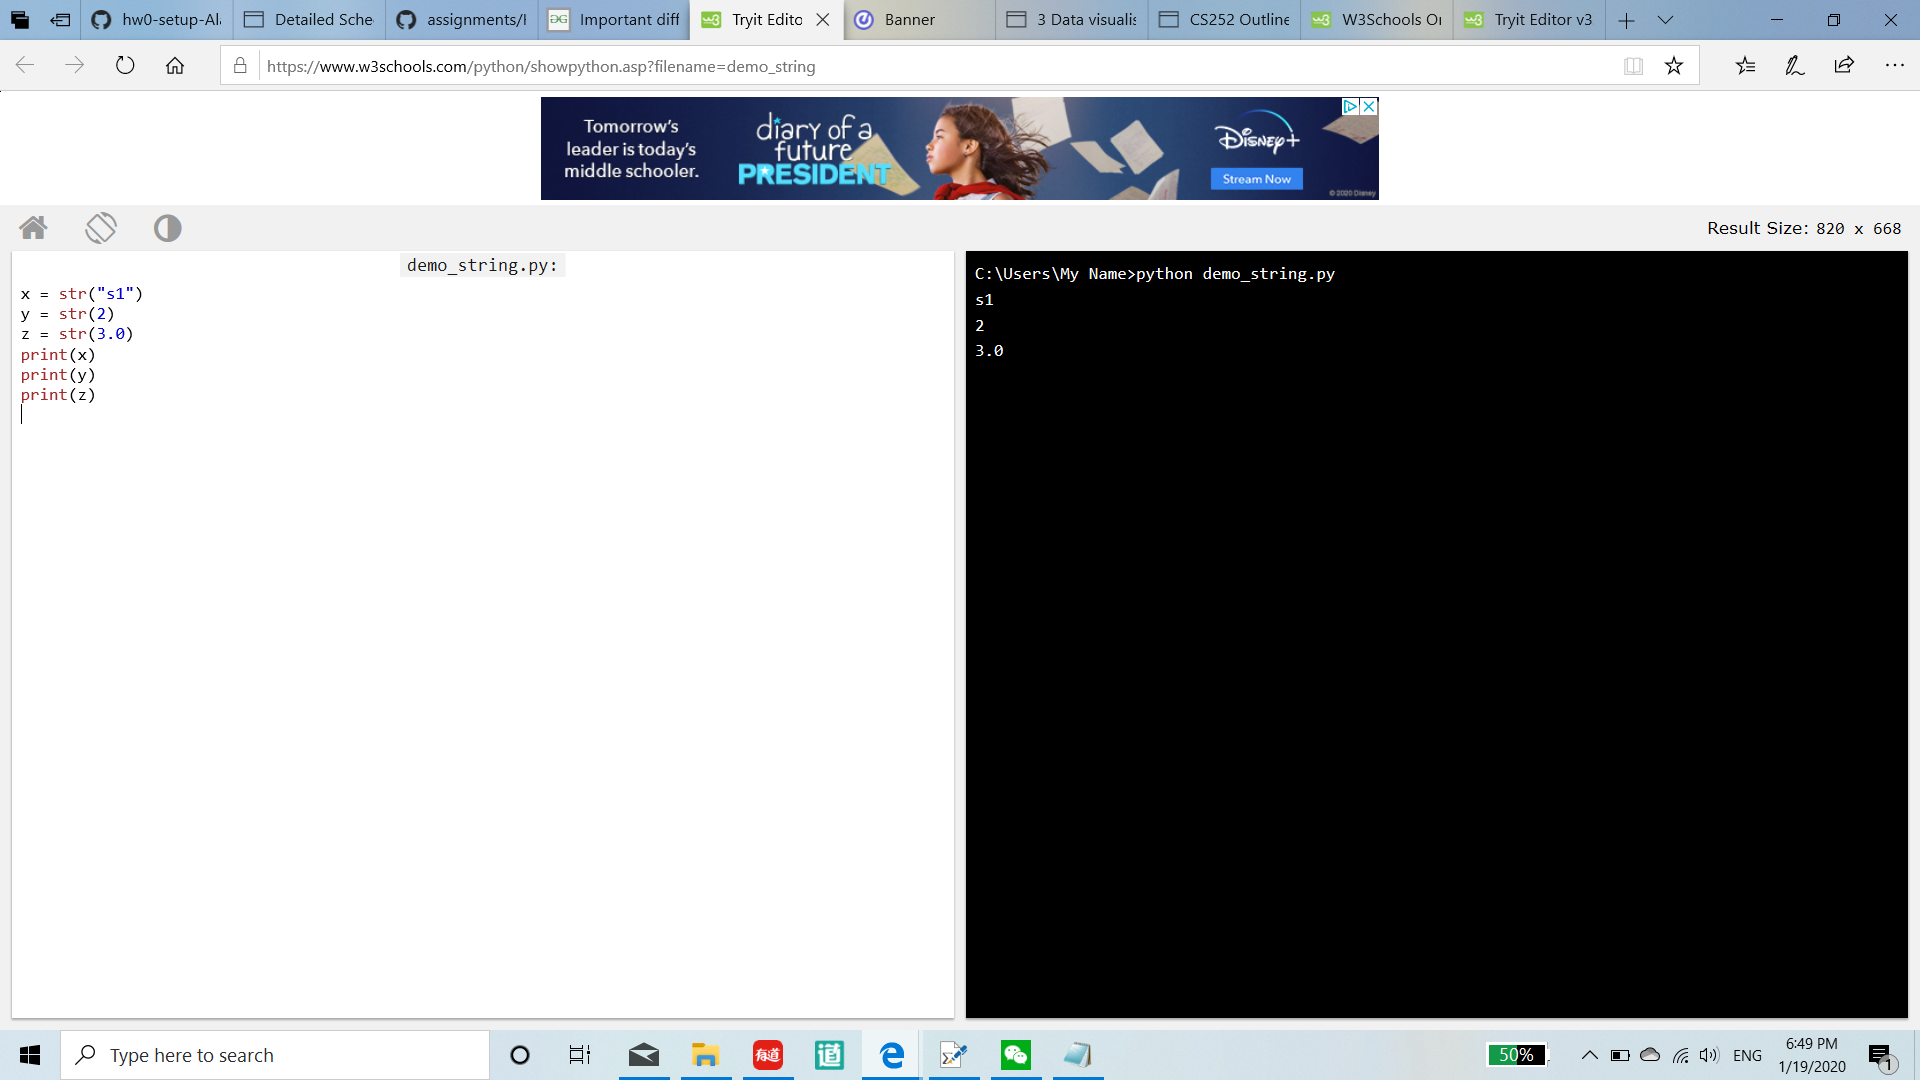 hw0-setup-Al
Detailed Sche
assignments/
Important diff
Tryit Edito
Banner
3 Data visualis
CS252 Outline
W3Schools O
Tryit Editor v3
https://www.w3schools.com/python/showpython.asp?filename=demo_string
Tomorrow's
leader is today's
middle schooler.
diary of a
future
PRESIDENT
Disney+
Stream Now
© 2020 Disney
Result Size: 820 x 668
demo_string.py:
x = str("s1")
y = str(2)
z = str(3.0)
print(x)
print(y)
print(z)
C:\Users\My Name>python demo_string.py
s1
2
3.0
Type here to search
有道
道
50%
ENG
6:49 PM
1/19/2020
1